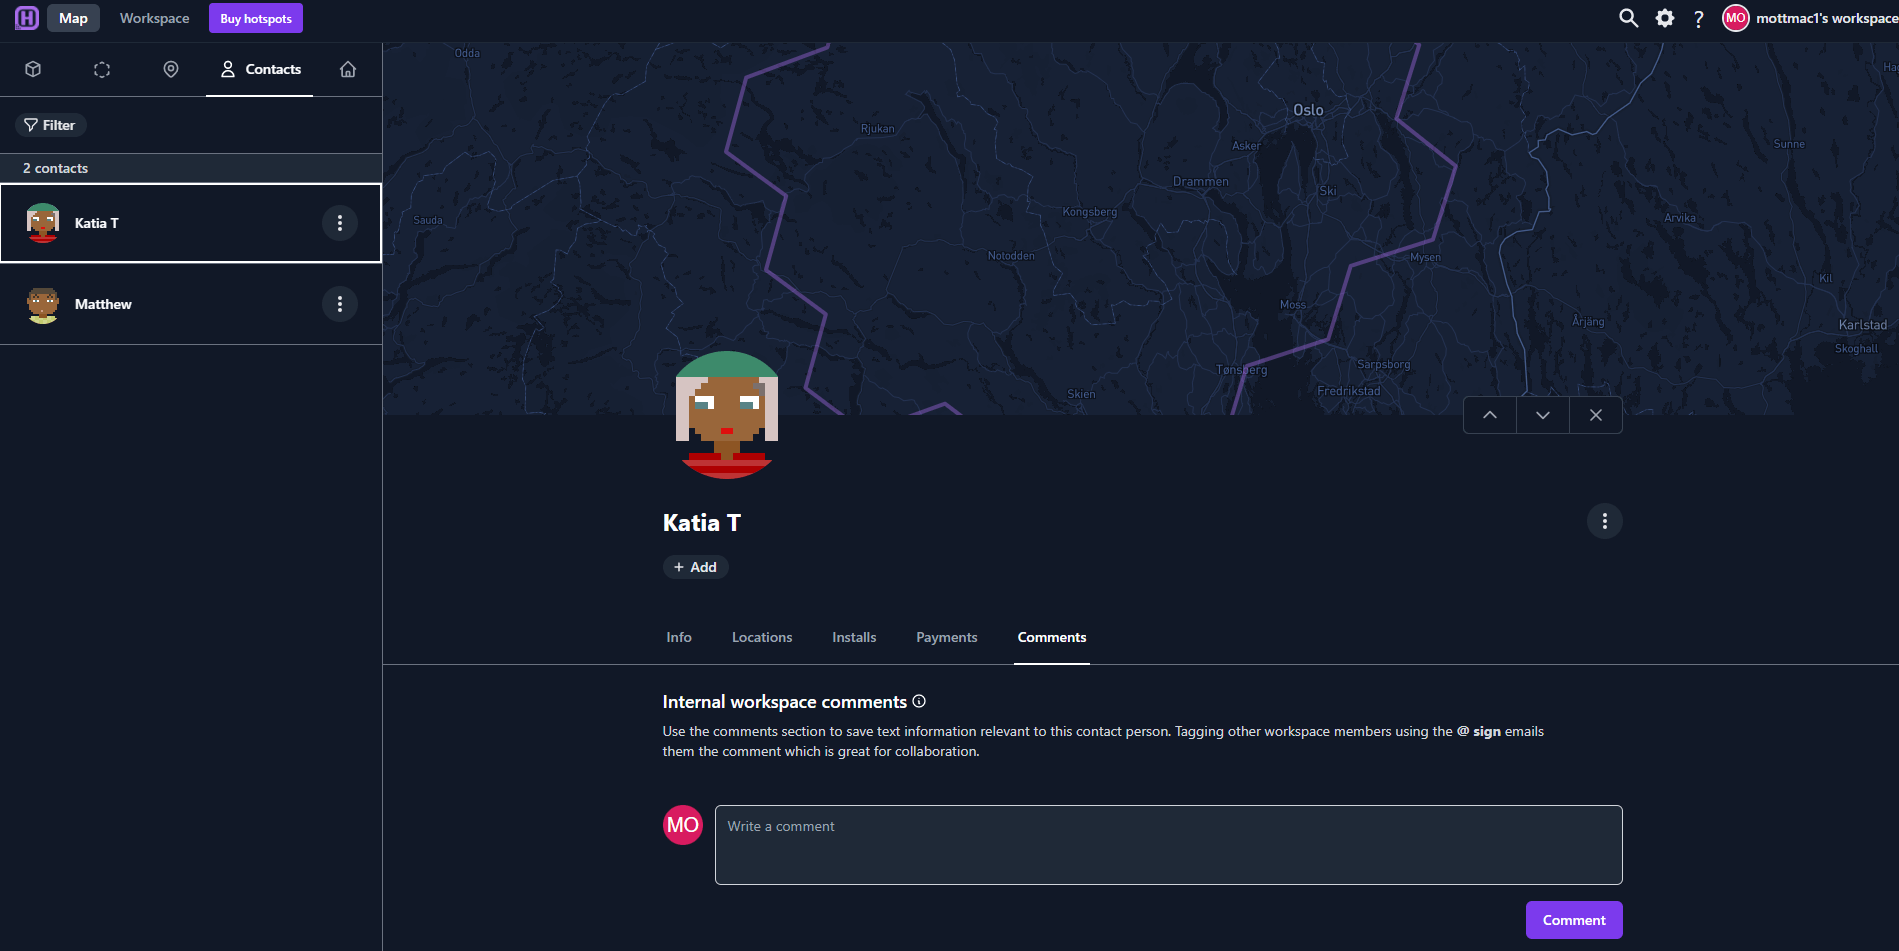 H Map Workspace Buy hotspots ? MO mottmac1's workspace
Contacts
Filter
2 contacts
Katia T
Matthew
Odda
Rjukan
Oslo
Asker
Sunne
Drammen
Ski
Sauda
Kongsberg
Arvika
Notodden
Mysen
Kil
Moss
Årjäng
Karlstad
Skoghall
Tønsberg
Sarpsborg
Skien
Fredrikstad
Katia T
+ Add
Info Locations Installs Payments Comments
Internal workspace comments
Use the comments section to save text information relevant to this contact person. Tagging other workspace members using the @ sign emails
them the comment which is great for collaboration.
MO
Write a comment
Comment